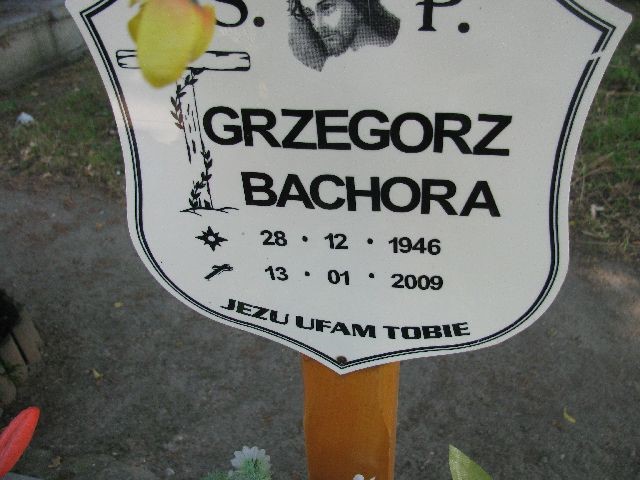 Ś. P.
GRZEGORZ
BACHORA
28 · 12 · 1946
13 · 01 · 2009
JEZU UFAM TOBIE